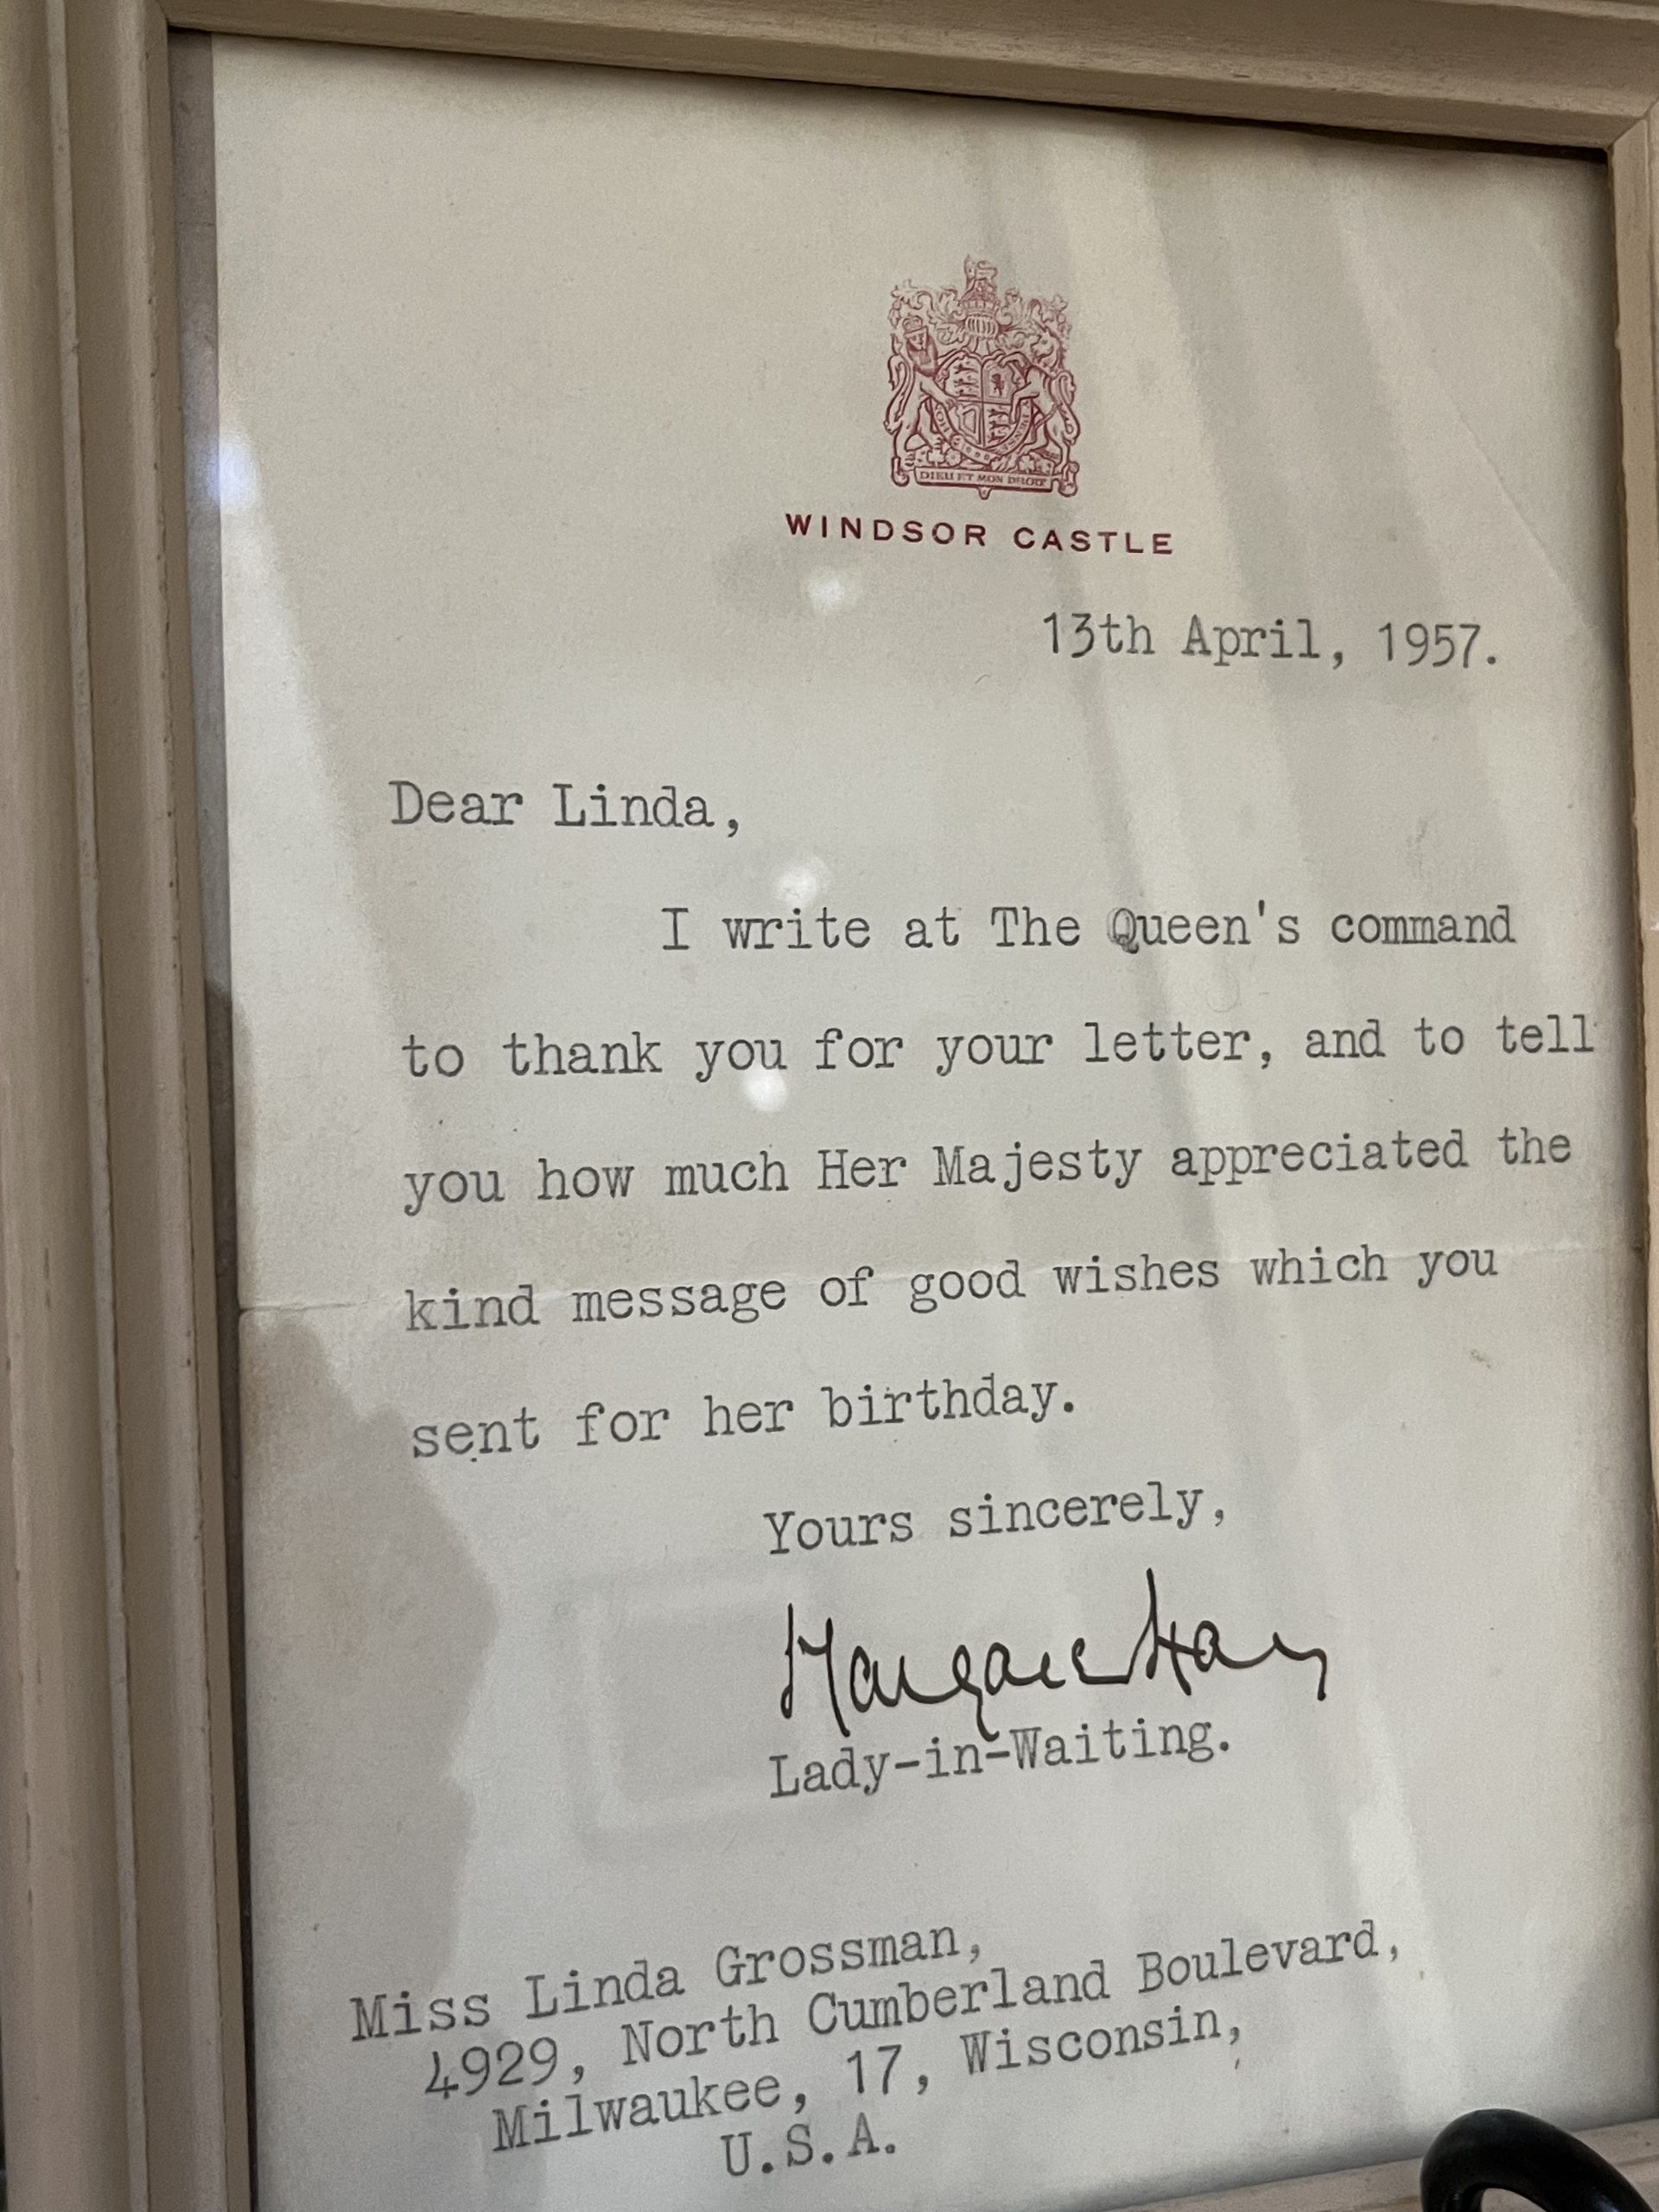 DIEU ET MON DROIT
WINDSOR CASTLE
13th April, 1957.
Dear Linda,
I write at The Queen's command
to thank you for your letter, and to tell
you how much Her Majesty appreciated the
kind message of good wishes which you
sent for her birthday.
Yours sincerely,
Margaret Hay
Lady-in-Waiting.
Miss Linda Grossman,
4929, North Cumberland Boulevard,
Milwaukee, 17, Wisconsin,
U.S.A.